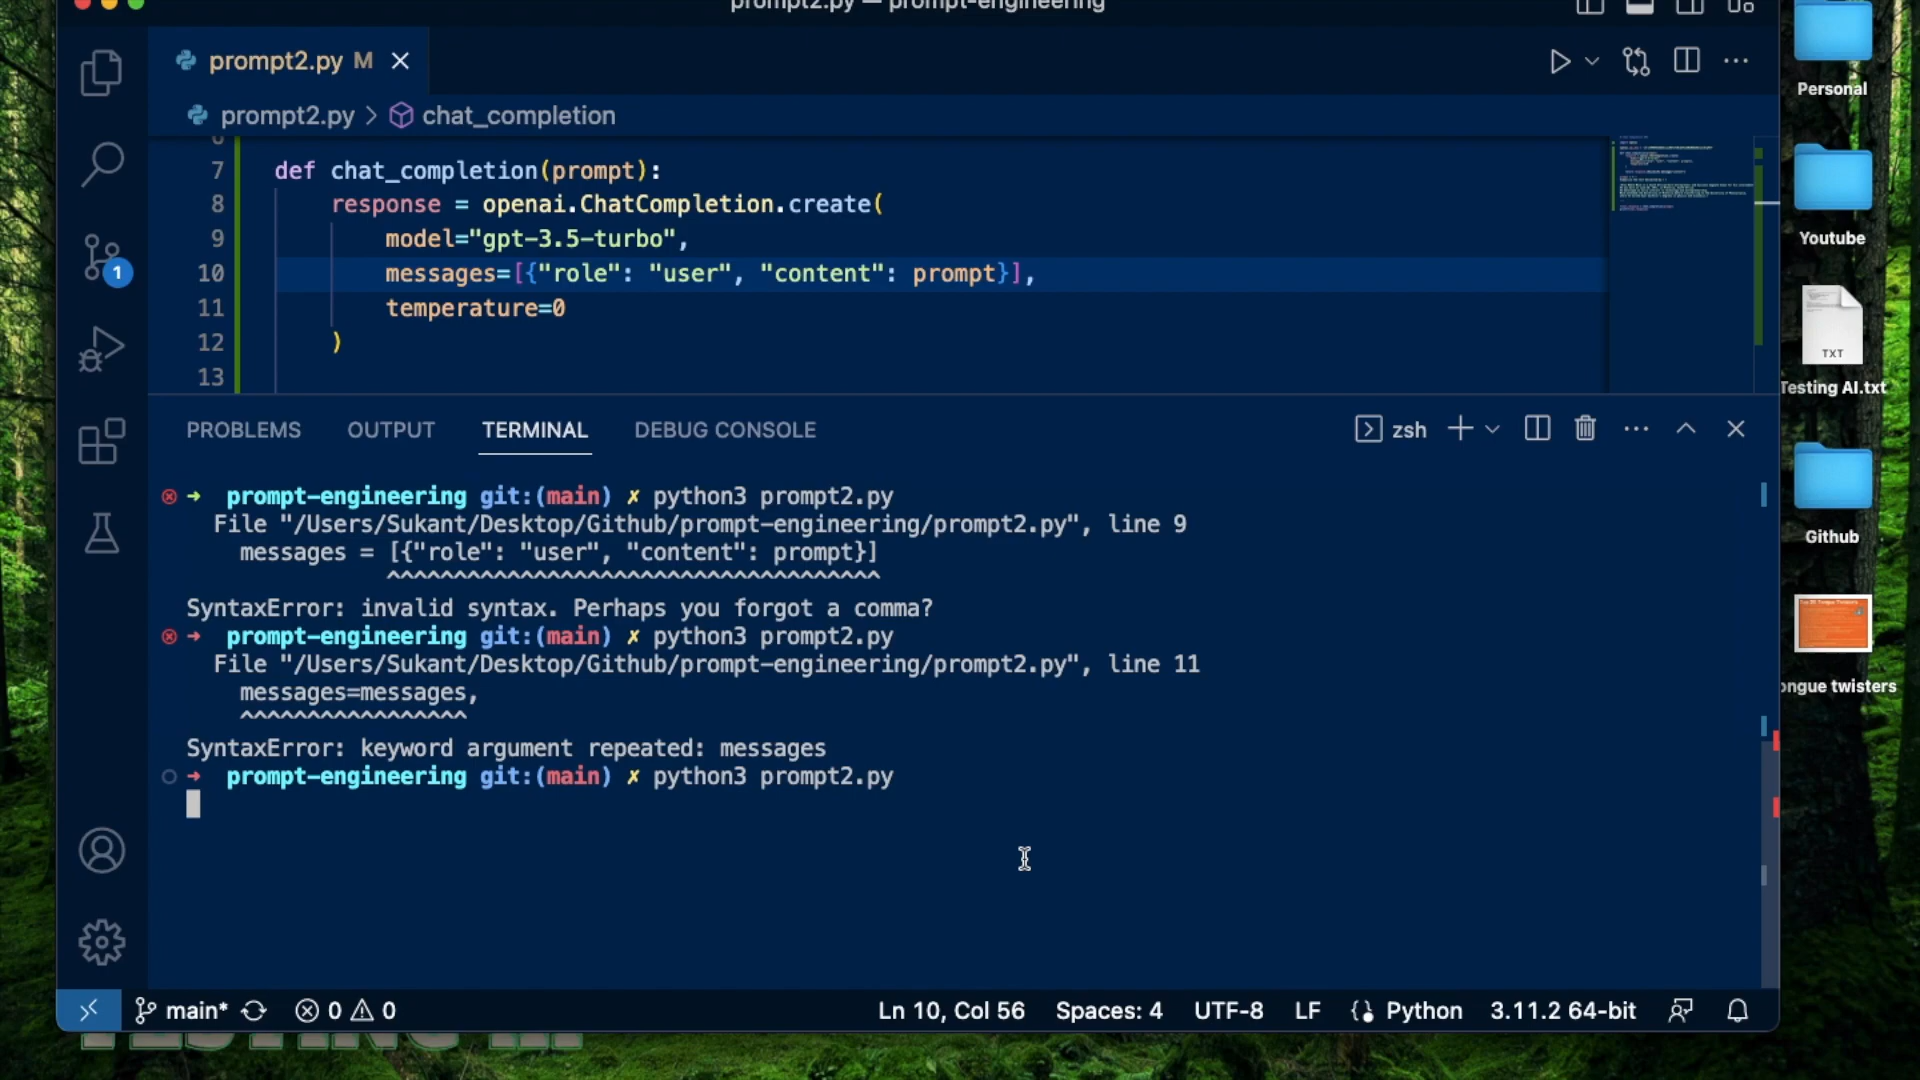 prompt2.py — prompt-engineering
prompt2.py M
prompt2.py > chat_completion
6
7 def chat_completion(prompt):
8 response = openai.ChatCompletion.create(
9 model="gpt-3.5-turbo",
10 messages=[{"role": "user", "content": prompt}],
11 temperature=0
12 )
13
PROBLEMS OUTPUT TERMINAL DEBUG CONSOLE
zsh
→ prompt-engineering git:(main) ✗ python3 prompt2.py
File "/Users/Sukant/Desktop/Github/prompt-engineering/prompt2.py", line 9
messages = [{"role": "user", "content": prompt}]
^^^^^^^^^^^^^^^^^^^^^^^^^^^^^^^^^^^^^
SyntaxError: invalid syntax. Perhaps you forgot a comma?
→ prompt-engineering git:(main) ✗ python3 prompt2.py
File "/Users/Sukant/Desktop/Github/prompt-engineering/prompt2.py", line 11
messages=messages,
^^^^^^^^^^^^^^^^^
SyntaxError: keyword argument repeated: messages
→ prompt-engineering git:(main) ✗ python3 prompt2.py
1
main* 0 0
Ln 10, Col 56 Spaces: 4 UTF-8 LF Python 3.11.2 64-bit
Personal
Youtube
TXT
Testing AI.txt
Github
ongue twisters